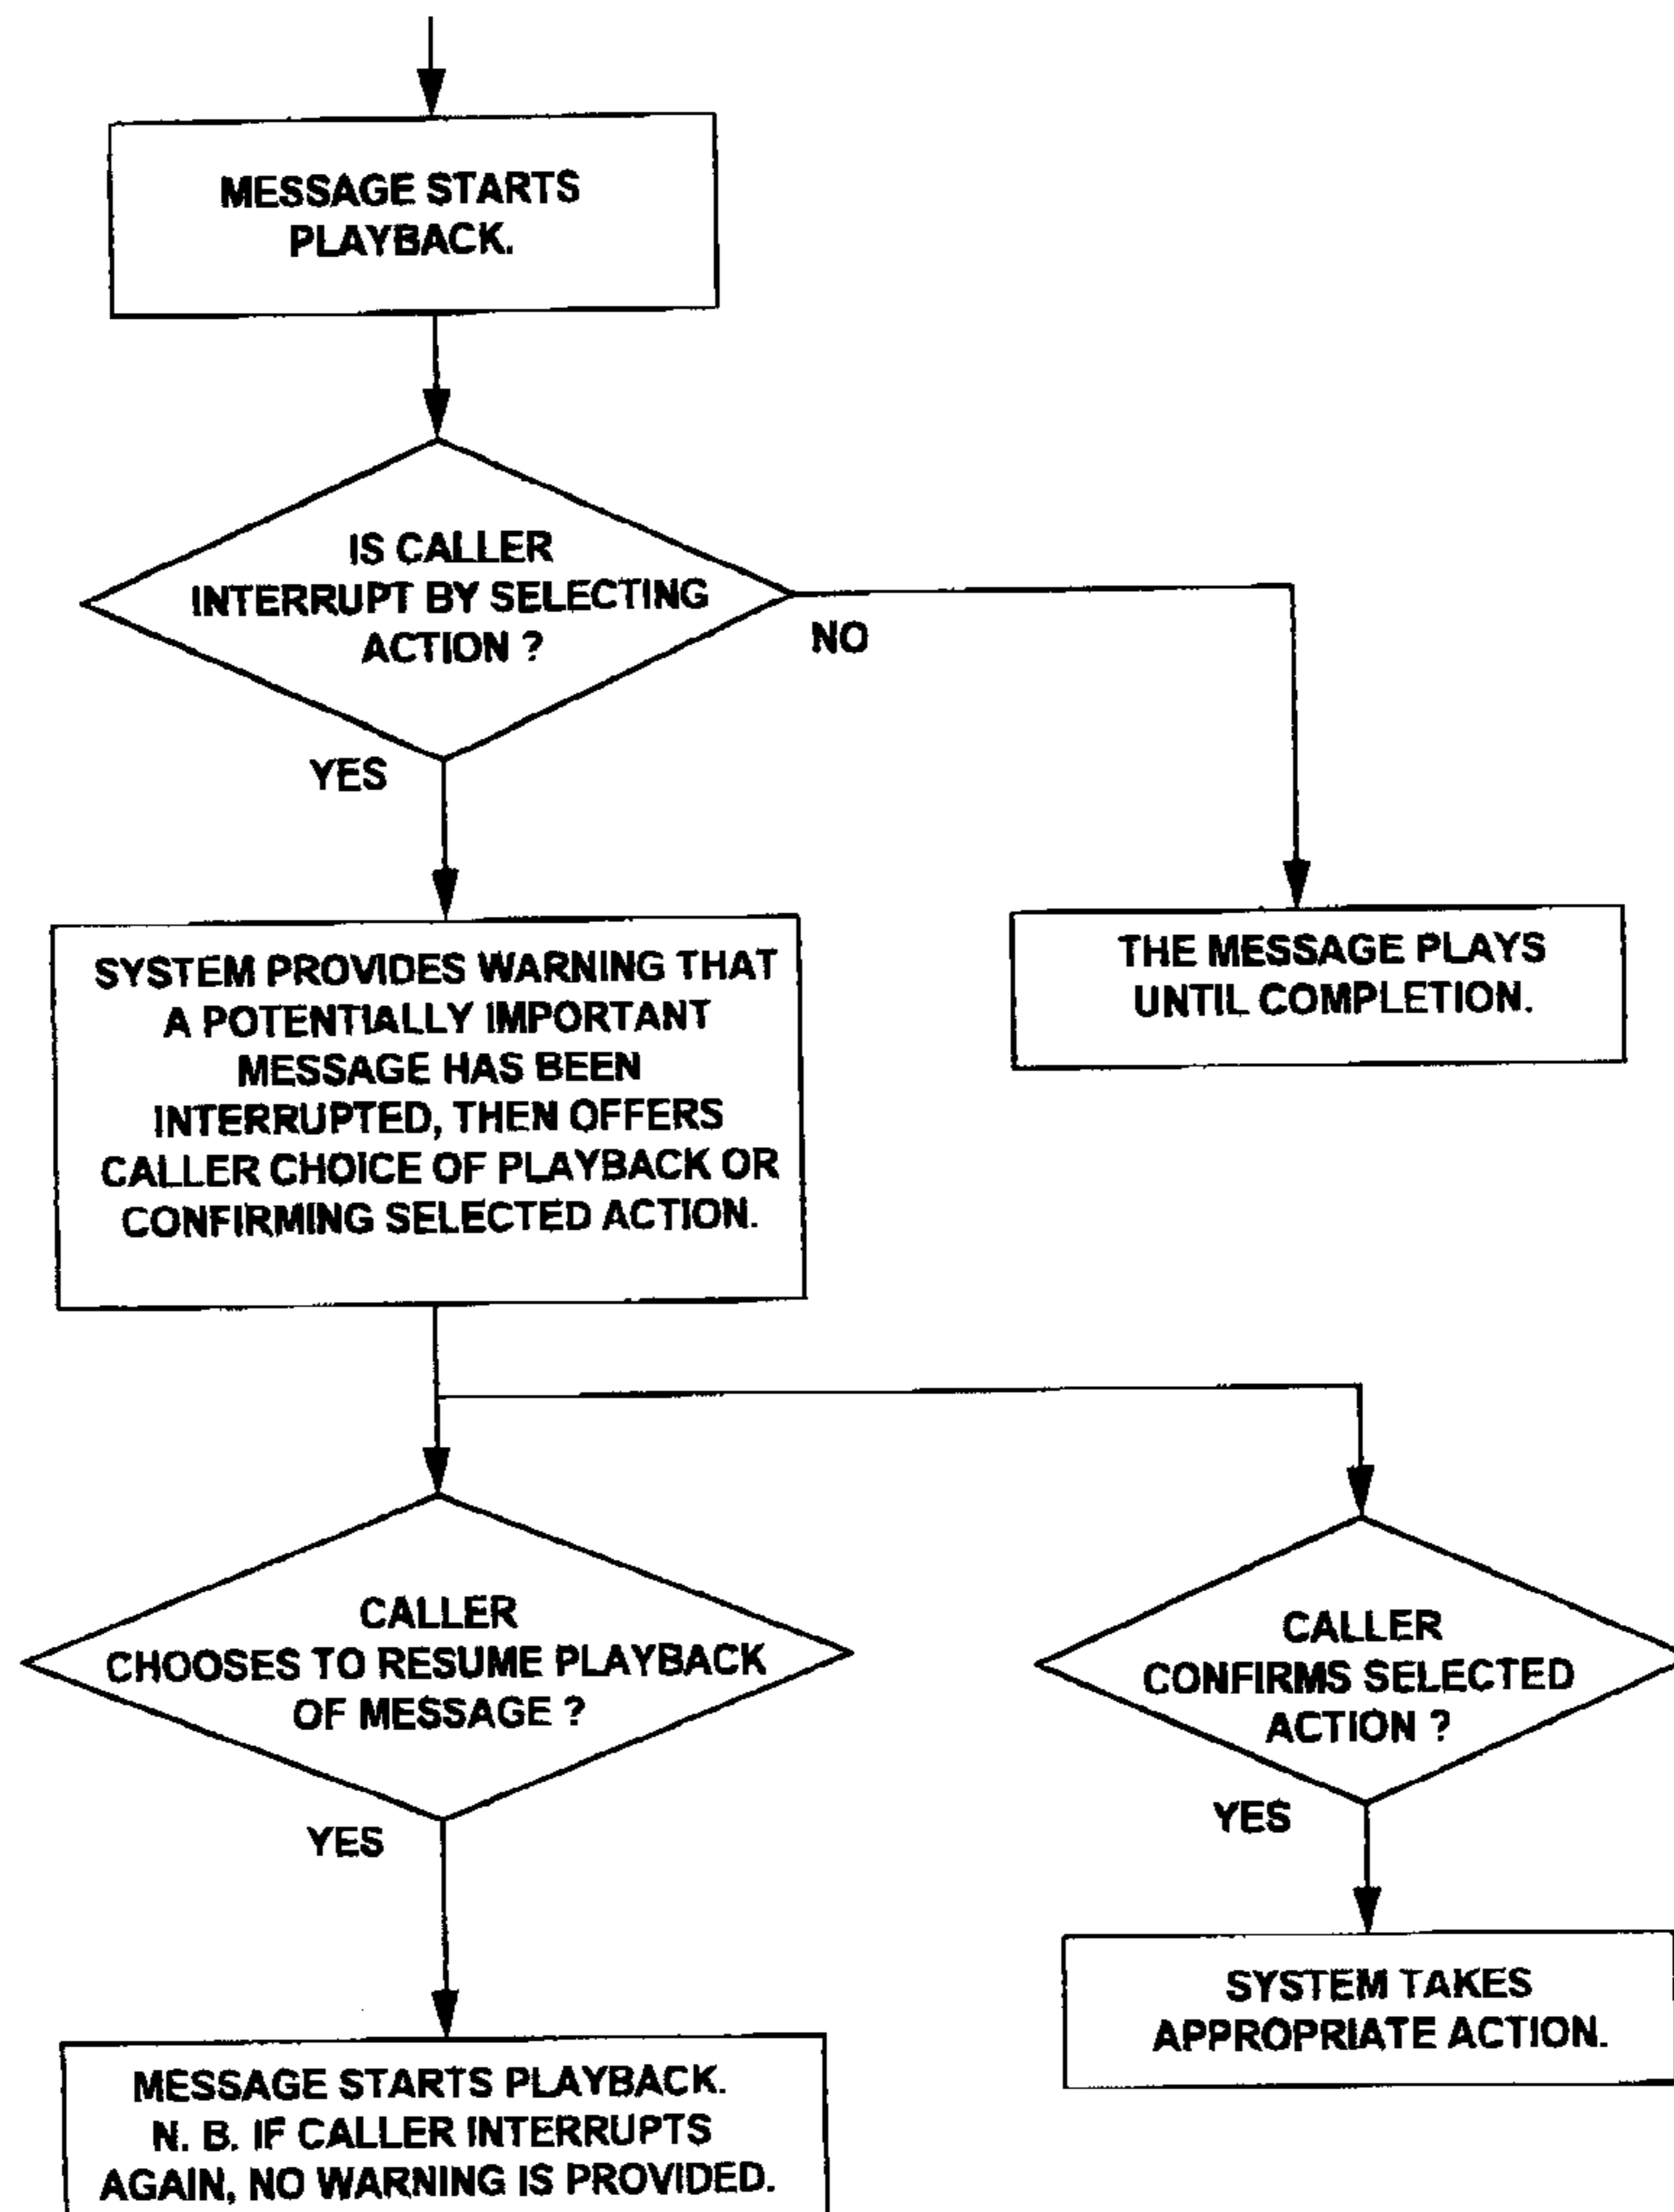 MESSAGE STARTS
PLAYBACK.
IS CALLER
INTERRUPT BY SELECTING
ACTION ?
NO
YES
SYSTEM PROVIDES WARNING THAT
A POTENTIALLY IMPORTANT
MESSAGE HAS BEEN
INTERRUPTED, THEN OFFERS
CALLER CHOICE OF PLAYBACK OR
CONFIRMING SELECTED ACTION.
THE MESSAGE PLAYS
UNTIL COMPLETION.
CALLER
CHOOSES TO RESUME PLAYBACK
OF MESSAGE ?
YES
CALLER
CONFIRMS SELECTED
ACTION ?
YES
SYSTEM TAKES
APPROPRIATE ACTION.
MESSAGE STARTS PLAYBACK.
N. B. IF CALLER INTERRUPTS
AGAIN, NO WARNING IS PROVIDED.